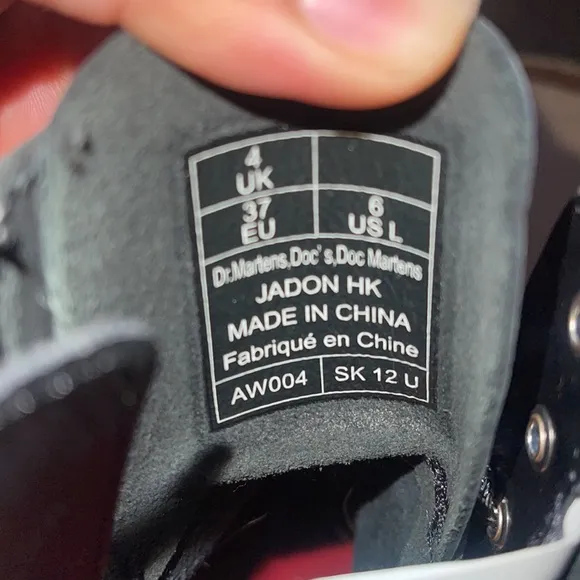 4
UK
37
EU
6
US L
Dr.Martens,Doc's,Doc Martens
JADON HK
MADE IN CHINA
Fabriqué en Chine
AW004
SK 12 U